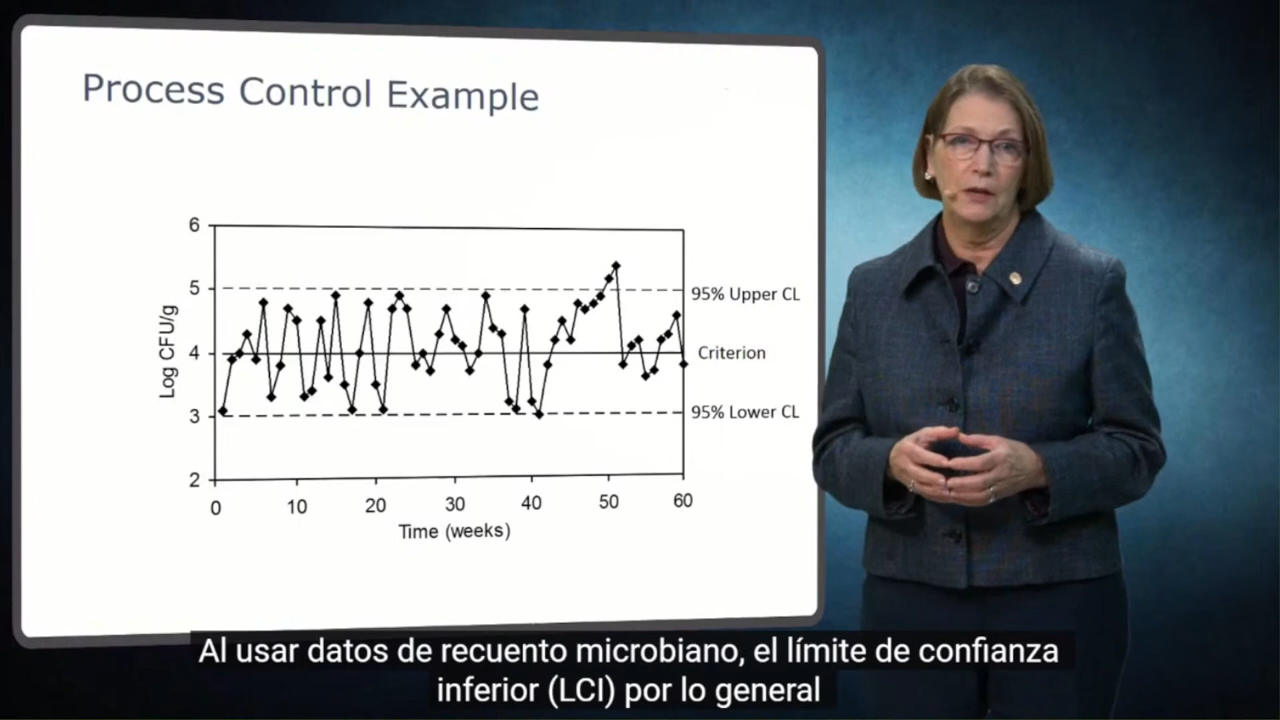 Process Control Example
6
5
4
3
2
Log CFU/g
95% Upper CL
Criterion
95% Lower CL
0 10 20 30 40 50 60
Time (weeks)
Al usar datos de recuento microbiano, el límite de confianza
inferior (LCI) por lo general